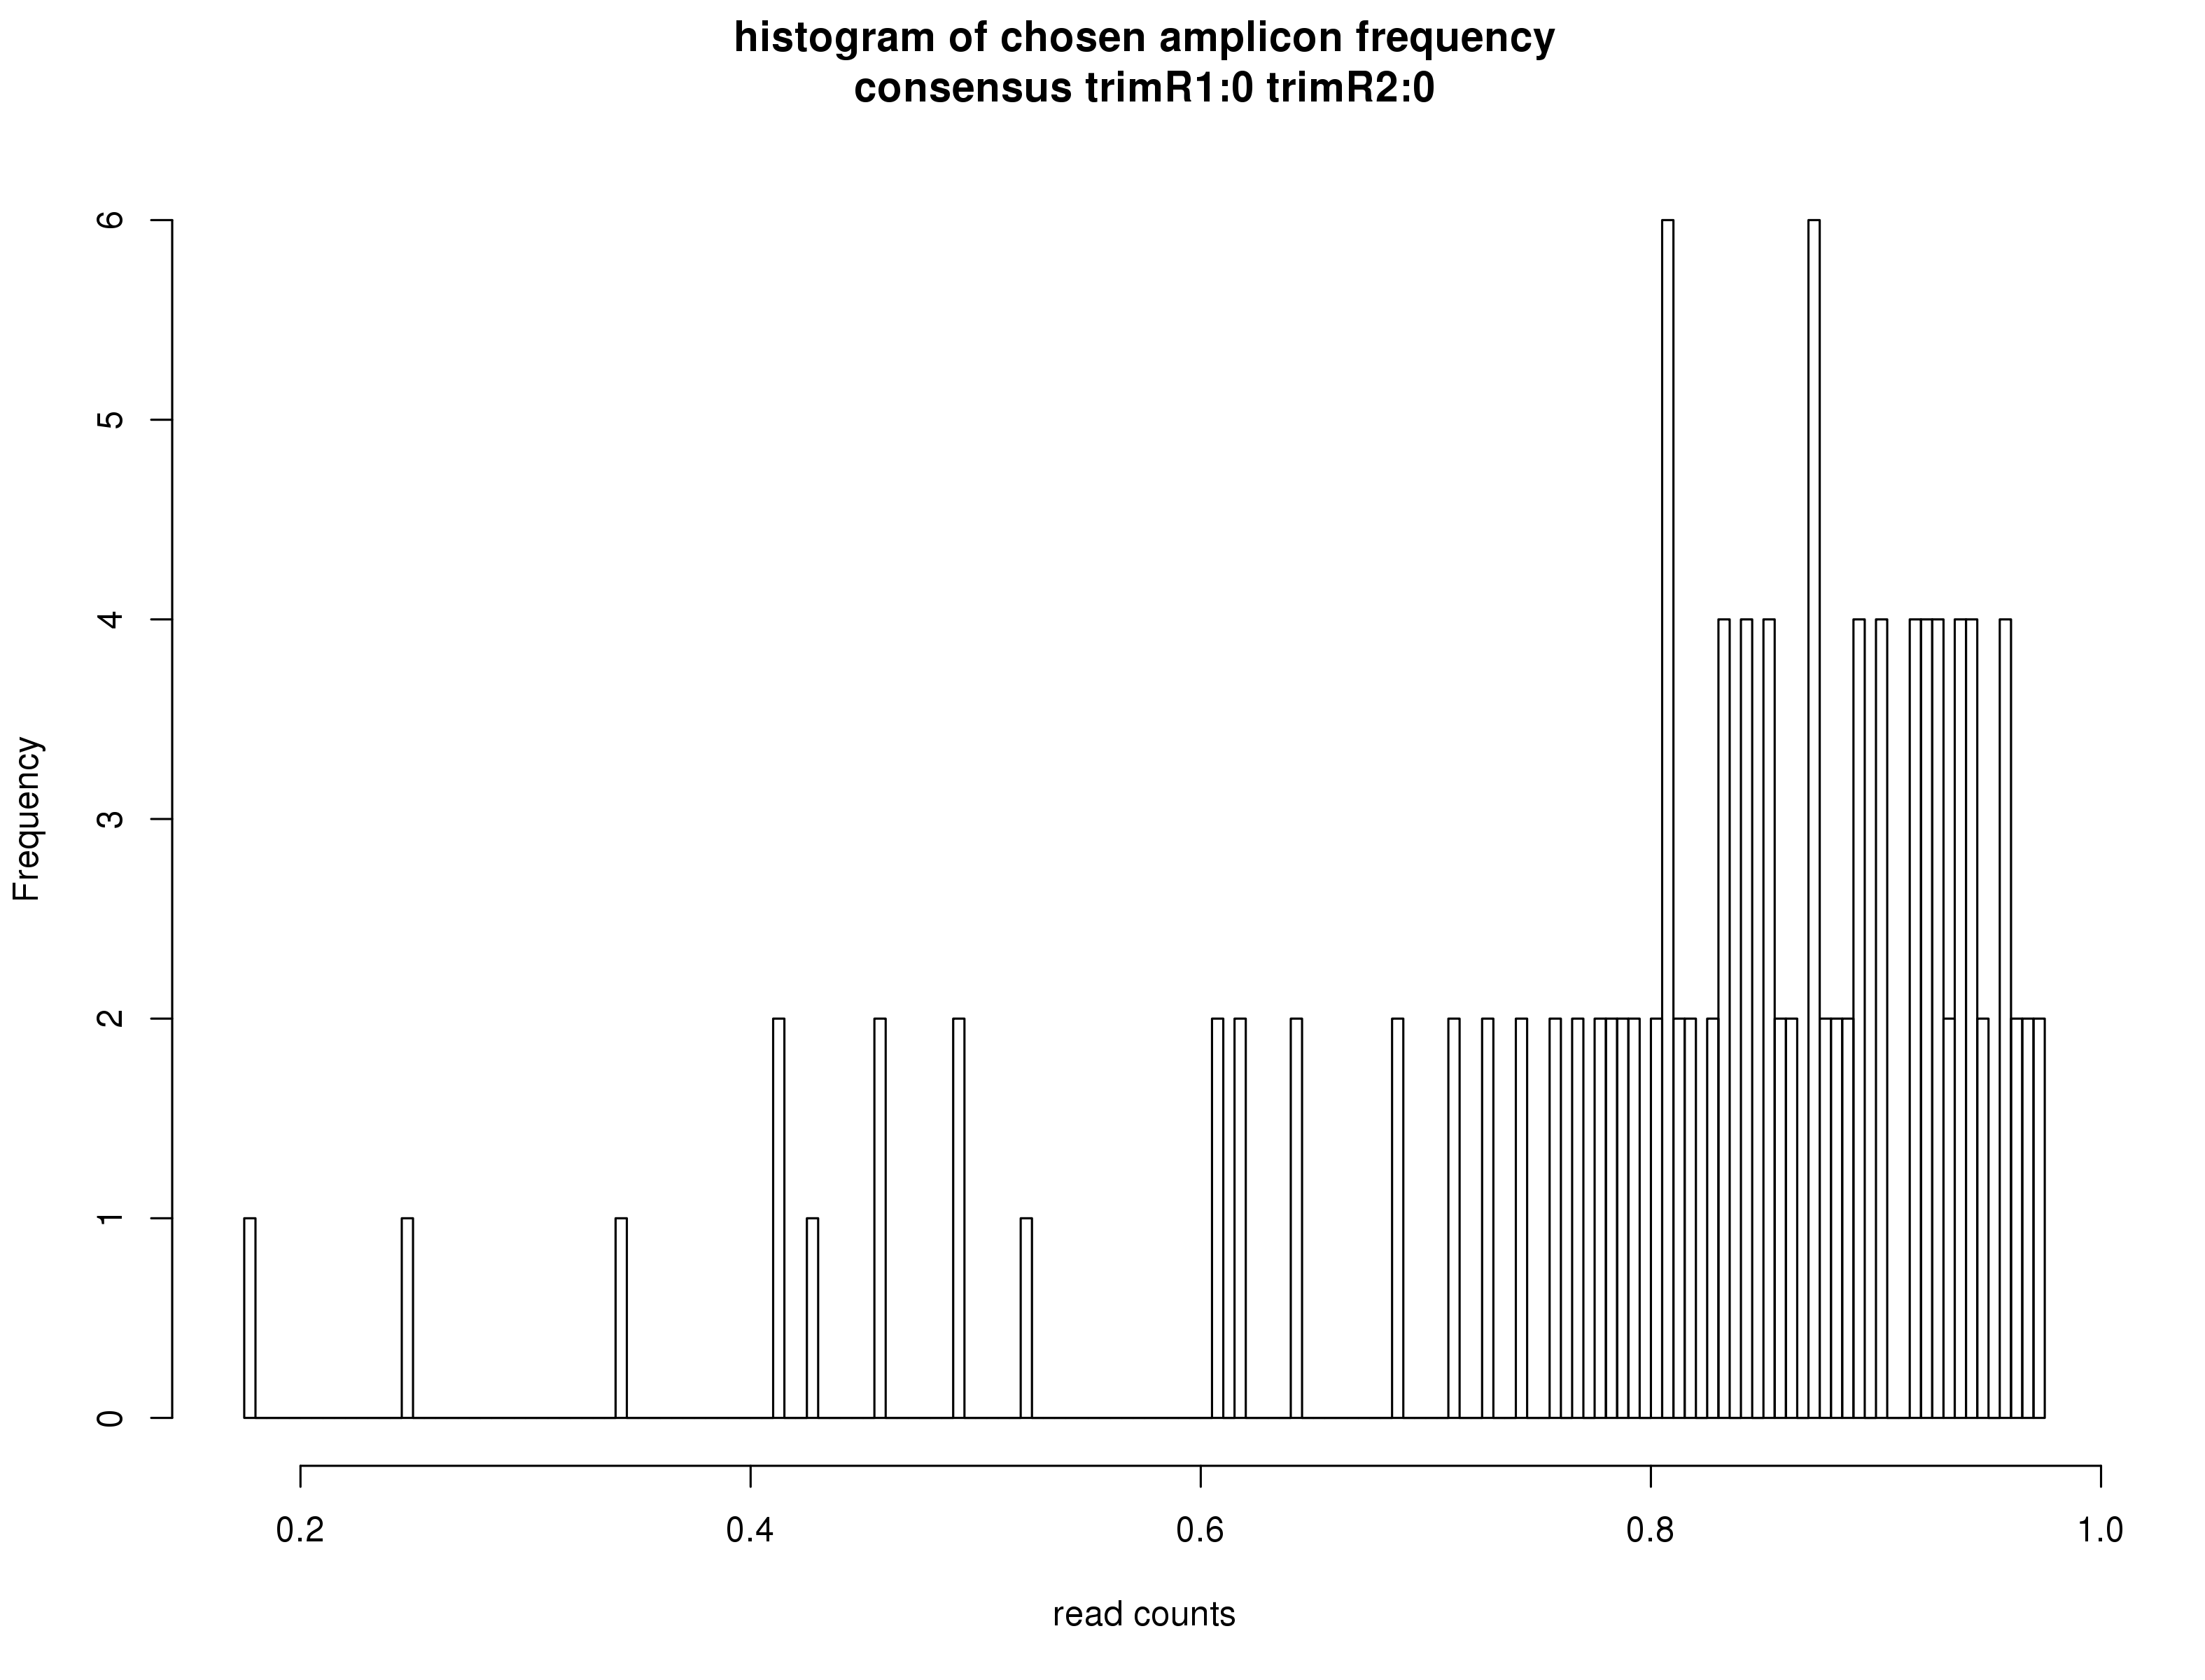 histogram of chosen amplicon frequency
consensus trimR1:0 trimR2:0
6
5
4
3
2
1
0
Frequency
0.2 0.4 0.6 0.8 1.0
read counts